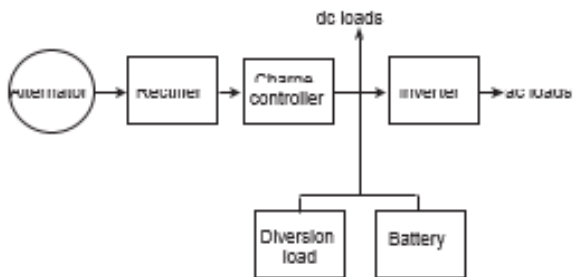 dc loads
Alternator
Rectifier
Charge
controller
Inverter
ac loads
Diversion
load
Battery